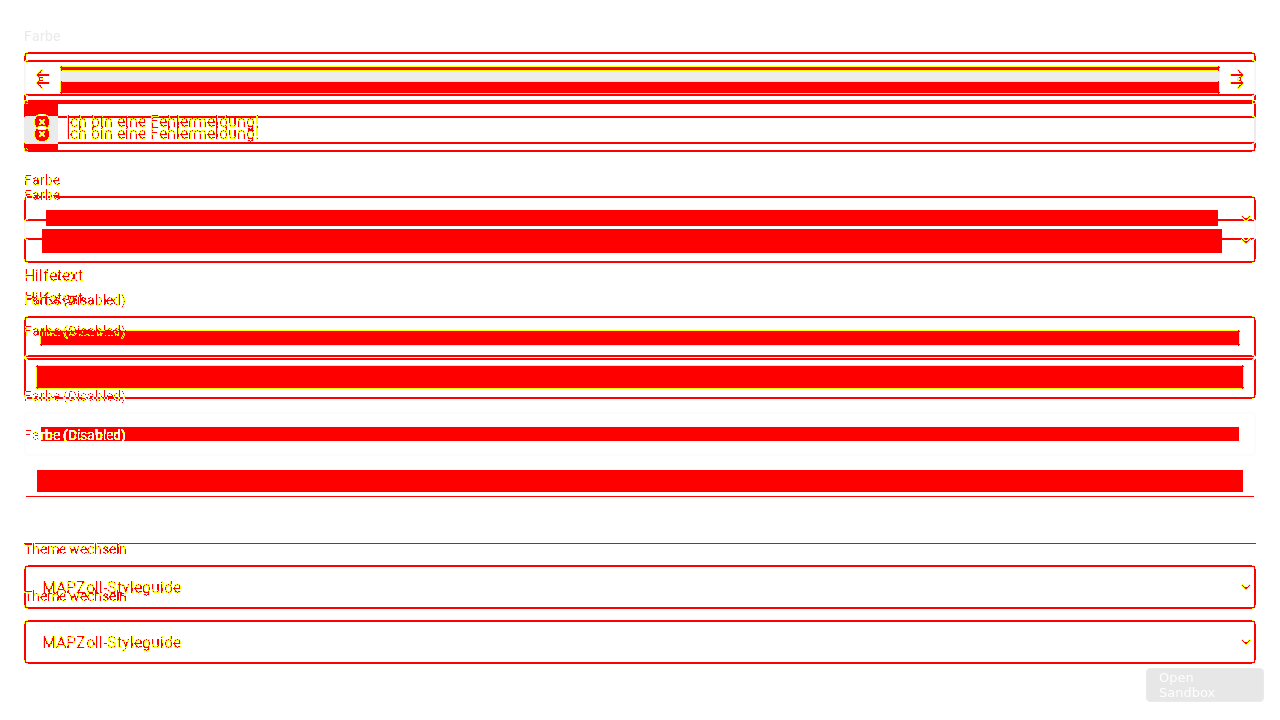 Farbe
Ich bin eine Fehlermeldung!
Ich bin eine Fehlermeldung!
Farbe
Farbe
Hilfetext
Hilfetext
Farbe (Disabled)
Farbe (Disabled)
Farbe (Disabled)
Farbe (Disabled)
Theme wechseln
MAPZoll-Styleguide
Theme wechseln
MAPZoll-Styleguide
Open
Sandbox